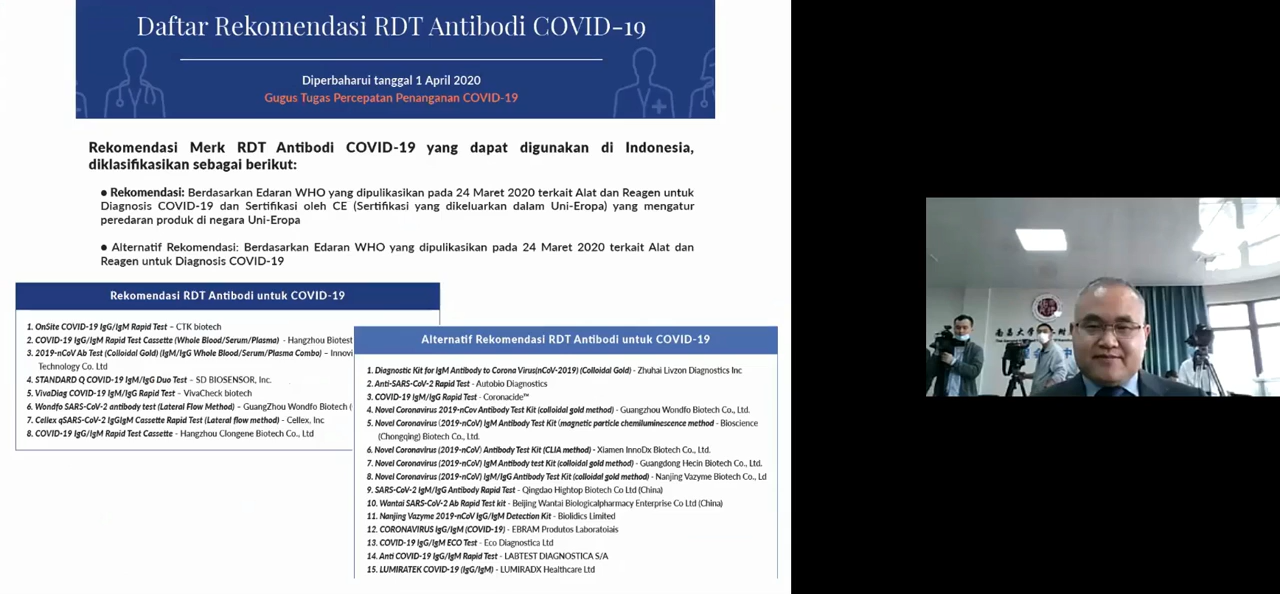 Daftar Rekomendasi RDT Antibodi COVID-19
Diperbaharui tanggal 1 April 2020
Gugus Tugas Percepatan Penanganan COVID-19
Rekomendasi Merk RDT Antibodi COVID-19 yang dapat digunakan di Indonesia,
diklasifikasikan sebagai berikut:
● Rekomendasi: Berdasarkan Edaran WHO yang dipulikasikan pada 24 Maret 2020 terkait Alat dan Reagen untuk
Diagnosis COVID-19 dan Sertifikasi oleh CE (Sertifikasi yang dikeluarkan dalam Uni-Eropa) yang mengatur
peredaran produk di negara Uni-Eropa
● Alternatif Rekomendasi: Berdasarkan Edaran WHO yang dipulikasikan pada 24 Maret 2020 terkait Alat dan
Reagen untuk Diagnosis COVID-19
Rekomendasi RDT Antibodi untuk COVID-19
1. OnSite COVID-19 IgG/IgM Rapid Test – CTK biotech
2. COVID-19 IgG/IgM Rapid Test Cassette (Whole Blood/Serum/Plasma) - Hangzhou Biotest
3. 2019-nCoV Ab Test (Colloidal Gold) (IgM/IgG Whole Blood/Serum/Plasma Combo) – Innovi
Technology Co. Ltd
4. STANDARD Q COVID-19 IgM/IgG Duo Test – SD BIOSENSOR, Inc.
5. VivaDiag COVID-19 IgM/IgG Rapid Test – VivaCheck biotech
6. Wondfo SARS-CoV-2 antibody test (Lateral Flow Method) – GuangZhou Wondfo Biotech (
7. Cellex qSARS-CoV-2 IgGIgM Cassette Rapid Test (Lateral flow method) - Cellex, Inc
8. COVID-19 IgG/IgM Rapid Test Cassette - Hangzhou Clongene Biotech Co., Ltd
Alternatif Rekomendasi RDT Antibodi untuk COVID-19
1. Diagnostic Kit for IgM Antibody to Corona Virus(nCoV-2019) (Colloidal Gold) - Zhuhai Livzon Diagnostics Inc
2. Anti-SARS-CoV-2 Rapid Test - Autobio Diagnostics
3. COVID-19 IgM/IgG Rapid Test - Coronacide™
4. Novel Coronavirus 2019-nCov Antibody Test Kit (colloidal gold method) - Guangzhou Wondfo Biotech Co., Ltd.
5. Novel Coronavirus (2019-nCoV) IgM Antibody Test Kit (magnetic particle chemiluminescence method - Bioscience
(Chongqing) Biotech Co., Ltd.
6. Novel Coronavirus (2019-nCoV) Antibody Test Kit (CLIA method) - Xiamen InnoDx Biotech Co., Ltd.
7. Novel Coronavirus (2019-nCoV) IgM Antibody test Kit (colloidal gold method) - Guangdong Hecin Biotech Co., Ltd.
8. Novel Coronavirus (2019-nCoV) IgM/IgG Antibody Test Kit (colloidal gold method) - Nanjing Vazyme Biotech Co., Ld
9. SARS-CoV-2 IgM/IgG Antibody Rapid Test - Qingdao Hightop Biotech Co Ltd (China)
10. Wantai SARS-CoV-2 Ab Rapid Test kit - Beijing Wantai Biologicalpharmacy Enterprise Co Ltd (China)
11. Nanjing Vazyme 2019-nCoV IgG/IgM Detection Kit - Biolidics Limited
12. CORONAVIRUS IgG/IgM (COVID-19) - EBRAM Produtos Laboratoiais
13. COVID-19 IgG/IgM ECO Test - Eco Diagnostica Ltd
14. Anti COVID-19 IgG/IgM Rapid Test - LABTEST DIAGNOSTICA S/A
15. LUMIRATEK COVID-19 (IgG/IgM) - LUMIRADX Healthcare Ltd
南昌大学